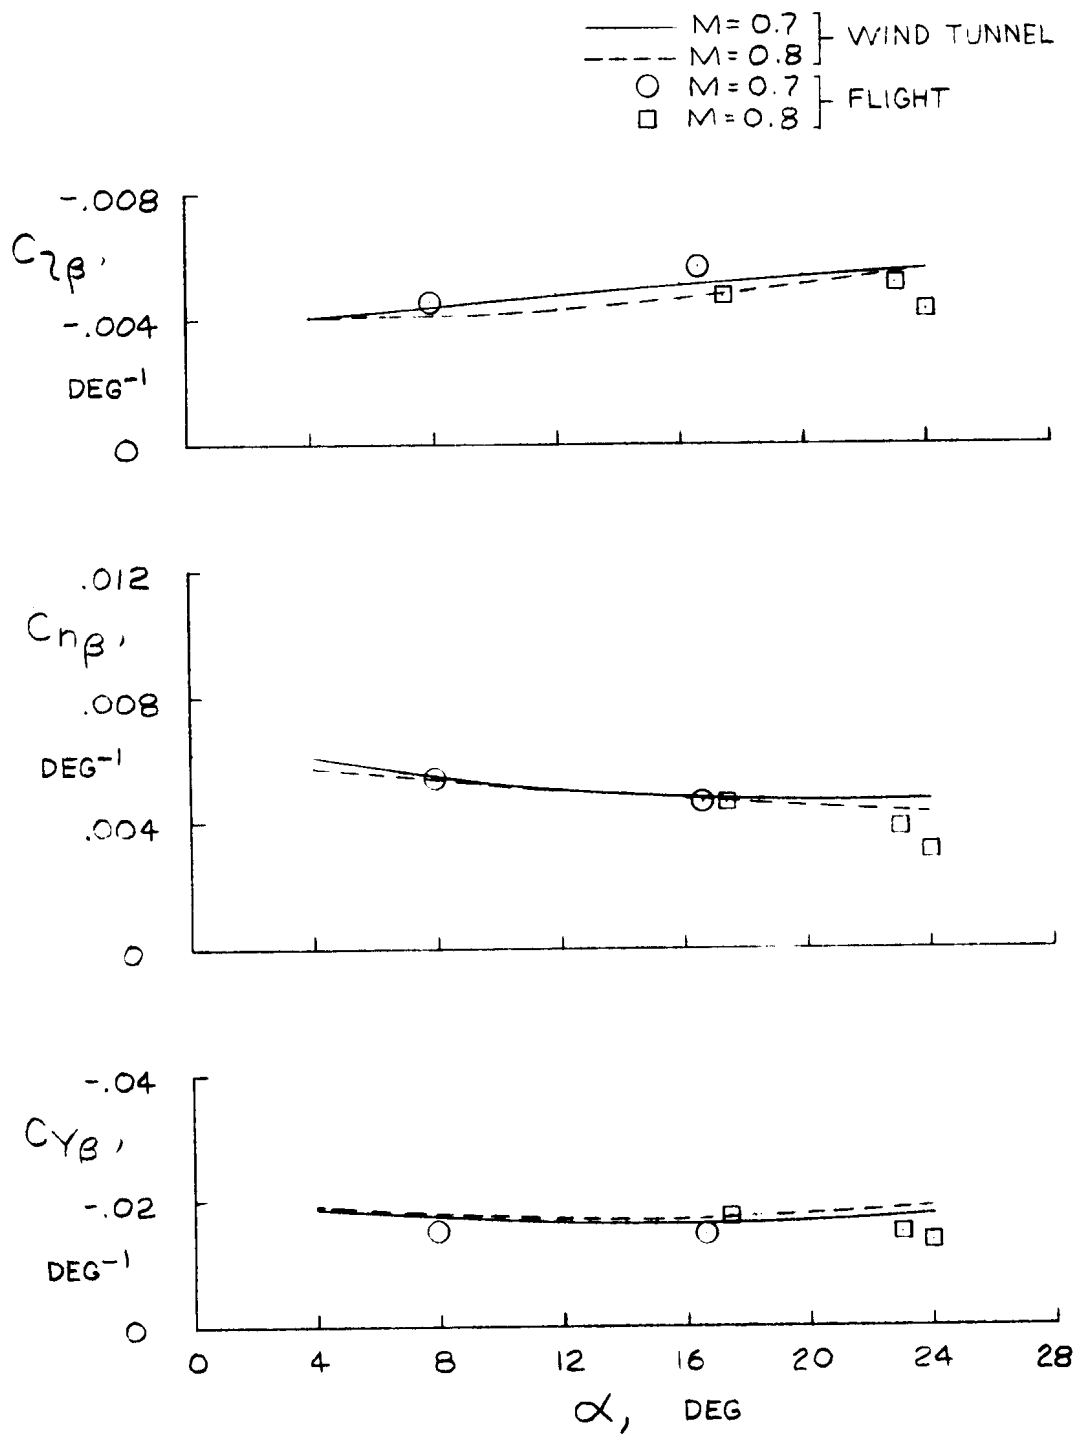 M = 0.7
M = 0.8
WIND TUNNEL
M = 0.7
M = 0.8
FLIGHT
-.008
Clβ,
-.004
DEG⁻¹
0
.012
Cnβ,
.008
DEG⁻¹
.004
0
-.04
CYβ,
-.02
DEG⁻¹
0
0 4 8 12 16 20 24 28
α, DEG